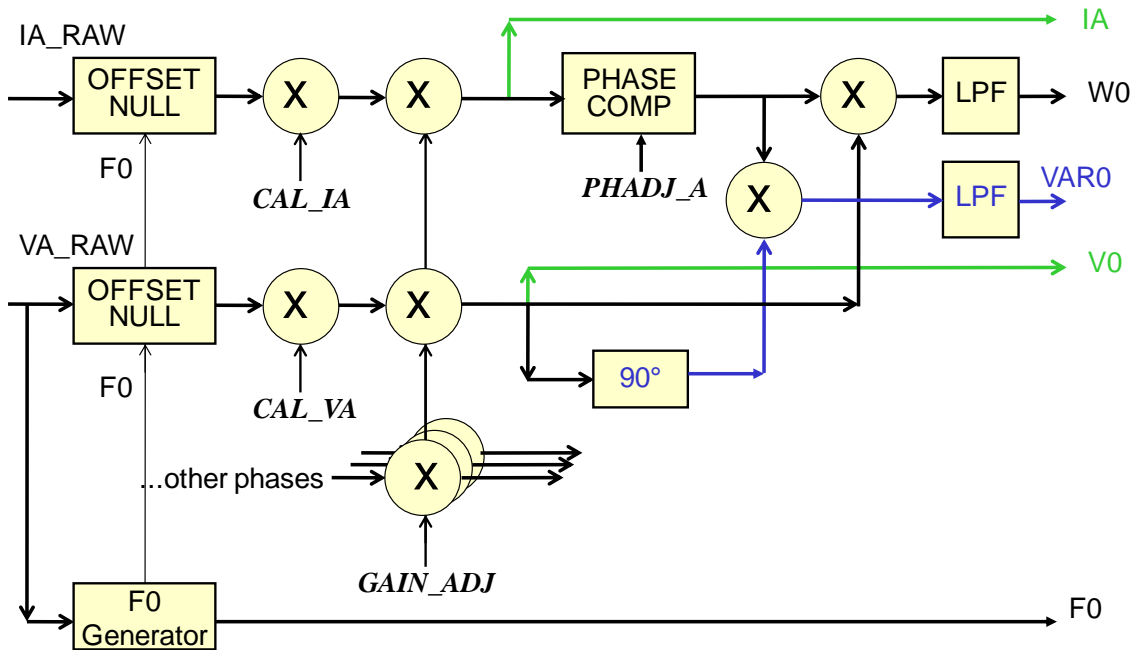 IA
IA_RAW
OFFSET
NULL
X
X
PHASE
COMP
X
LPF
W0
F0
CAL_IA
PHADJ_A
X
LPF
VAR0
VA_RAW
OFFSET
NULL
X
X
V0
F0
CAL_VA
90°
...other phases
X
GAIN_ADJ
F0
Generator
F0